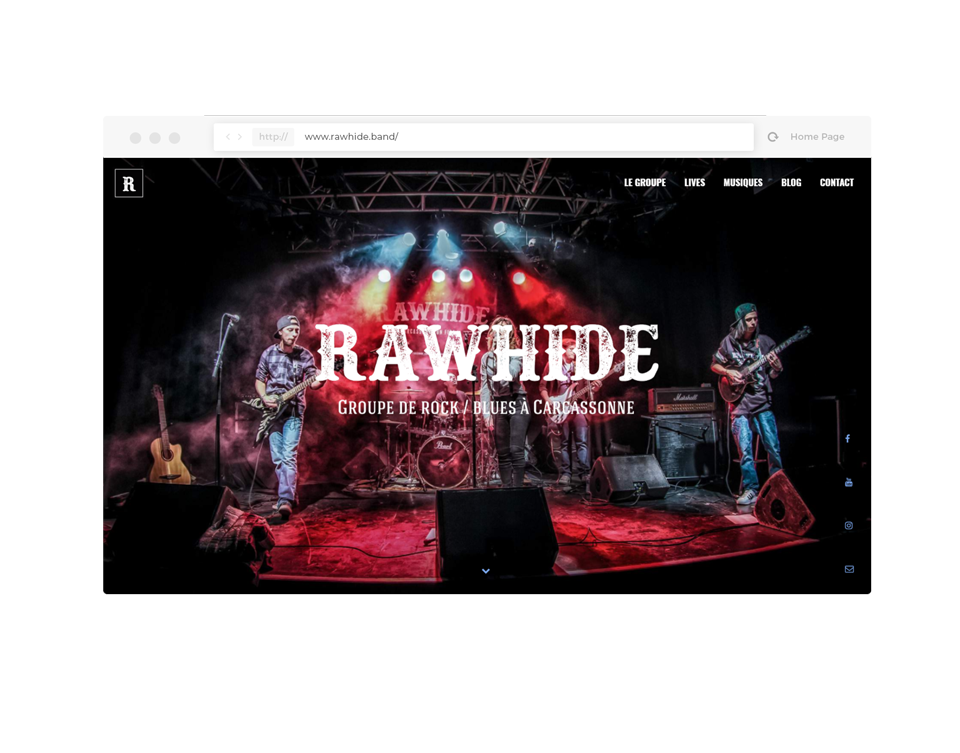 http://
www.rawhide.band/
Home Page
R
LE GROUPE
LIVES
MUSIQUES
BLOG
CONTACT
RAWHIDE
RAWHIDE
GROUPE DE ROCK / BLUES À CARCASSONNE
Marshall
Pearl